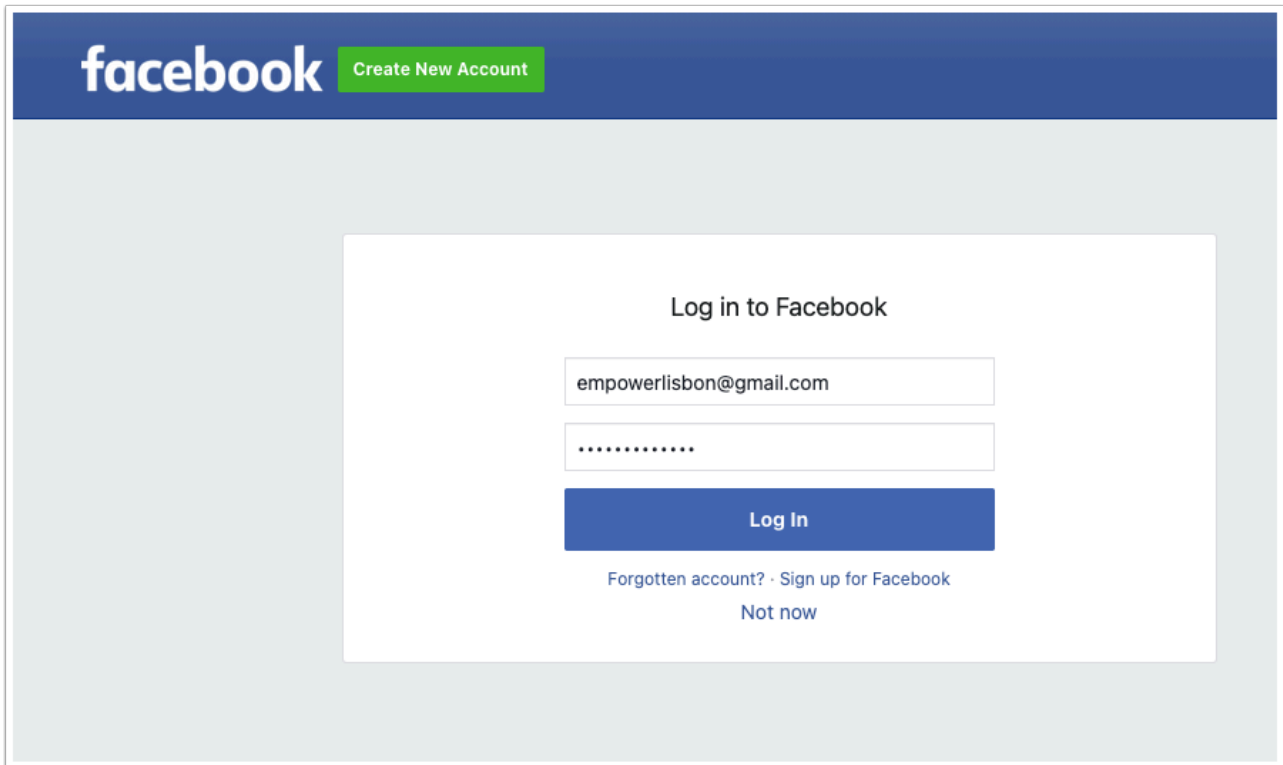 facebook Create New Account
Log in to Facebook
empowerlisbon@gmail.com
•••••••••••••
Log In
Forgotten account? · Sign up for Facebook
Not now